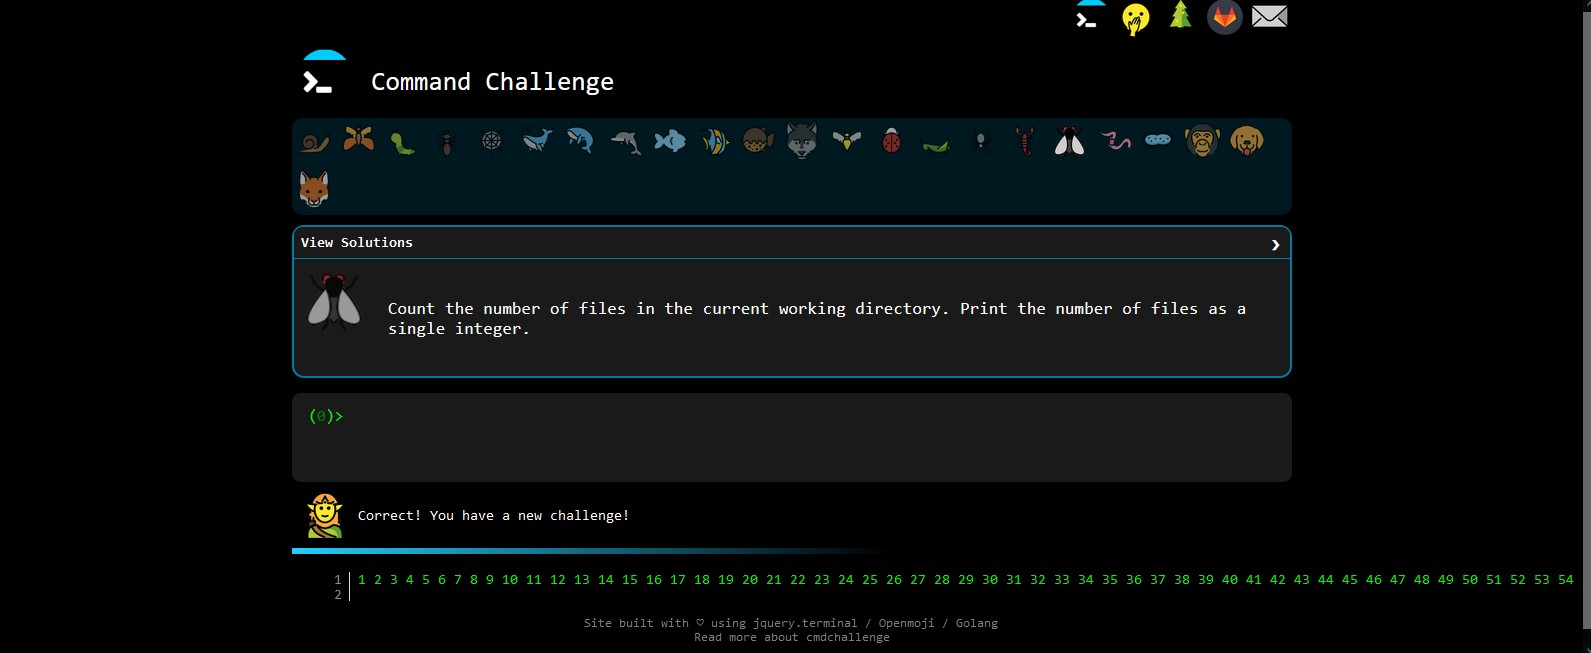 Command Challenge
View Solutions
Count the number of files in the current working directory. Print the number of files as a
single integer.
(0)>
Correct! You have a new challenge!
1 1 2 3 4 5 6 7 8 9 10 11 12 13 14 15 16 17 18 19 20 21 22 23 24 25 26 27 28 29 30 31 32 33 34 35 36 37 38 39 40 41 42 43 44 45 46 47 48 49 50 51 52 53 54
2
Site built with ♡ using jquery.terminal / Openmoji / Golang
Read more about cmdchallenge